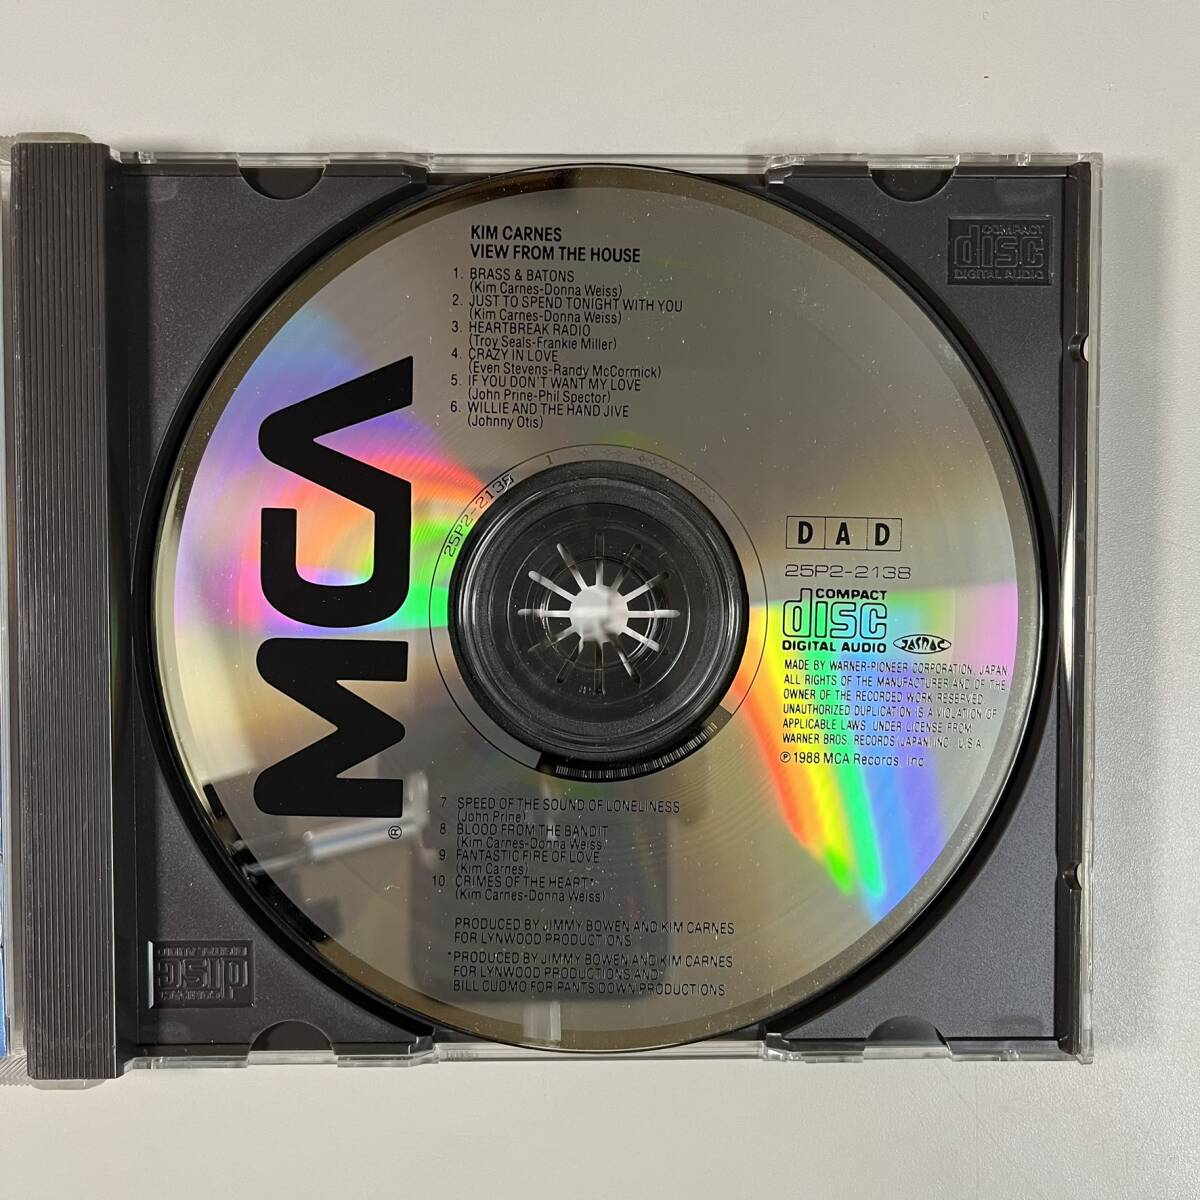 KIM CARNES
VIEW FROM THE HOUSE
1. BRASS & BATONS
(Kim Carnes-Donna Weiss)
2. JUST TO SPEND TONIGHT WITH YOU
(Kim Carnes-Donna Weiss)
3. HEARTBREAK RADIO
(Troy Seals-Frankie Miller)
4. CRAZY IN LOVE
(Even Stevens-Randy McCormick)
5. IF YOU DON'T WANT MY LOVE
(John Prine-Phil Spector)
6. WILLIE AND THE HAND JIVE
(Johnny Otis)
MCA
®
25P2-2138 1
DAD
25P2-2138
COMPACT
disc
DIGITAL AUDIO
JASRAC
MADE BY WARNER-PIONEER CORPORATION, JAPAN.
ALL RIGHTS OF THE MANUFACTURER AND OF THE
OWNER OF THE RECORDED WORK RESERVED.
UNAUTHORIZED DUPLICATION IS A VIOLATION OF
APPLICABLE LAWS. UNDER LICENSE FROM
WARNER BROS. RECORDS (JAPAN) INC., U.S.A.
℗1988 MCA Records, Inc.
7. SPEED OF THE SOUND OF LONELINESS
(John Prine)
8. BLOOD FROM THE BANDIT
(Kim Carnes-Donna Weiss)
9. FANTASTIC FIRE OF LOVE
(Kim Carnes)
10. CRIMES OF THE HEART*
(Kim Carnes-Donna Weiss)
PRODUCED BY JIMMY BOWEN AND KIM CARNES
FOR LYNWOOD PRODUCTIONS
*PRODUCED BY JIMMY BOWEN AND KIM CARNES
FOR LYNWOOD PRODUCTIONS AND
BILL CUOMO FOR PANTS DOWN PRODUCTIONS
COMPACT
disc
DIGITAL AUDIO
COMPACT
disc
DIGITAL AUDIO